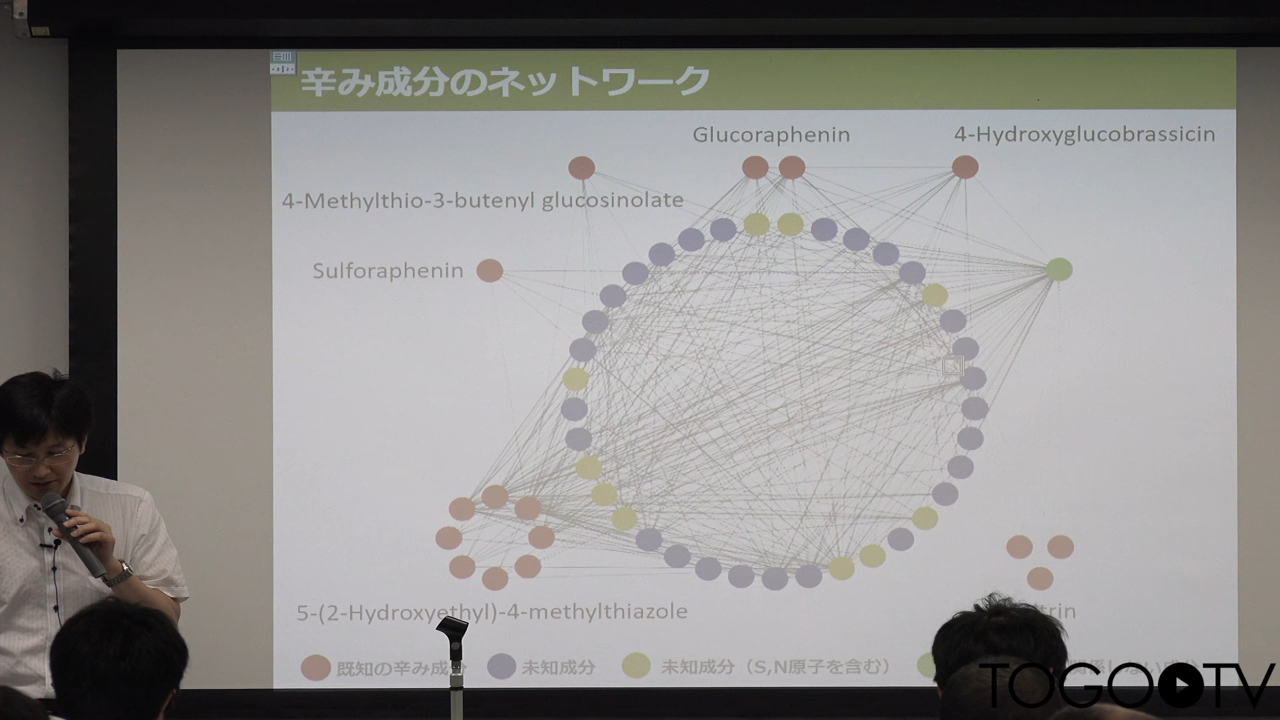 辛み成分のネットワーク
Glucoraphenin
4-Hydroxyglucobrassicin
4-Methylthio-3-butenyl glucosinolate
Sulforaphenin
5-(2-Hydroxyethyl)-4-methylthiazole
既知の辛み成分
未知成分
未知成分（S,N原子を含む）
TOGO TV